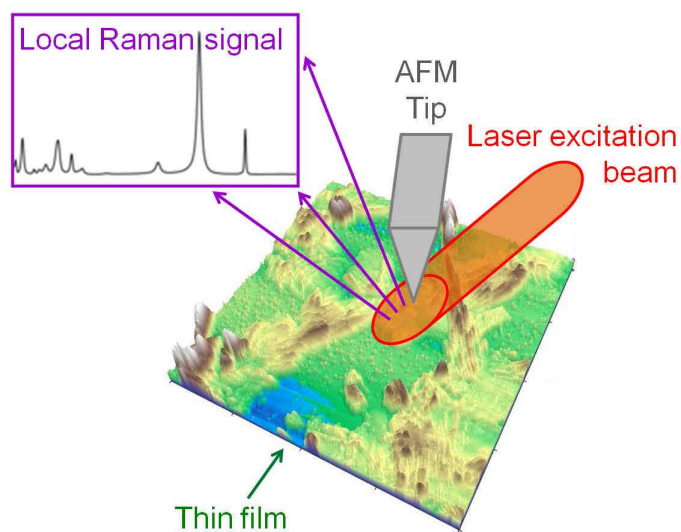 Local Raman signal
AFM
Tip
Laser excitation
beam
Thin film